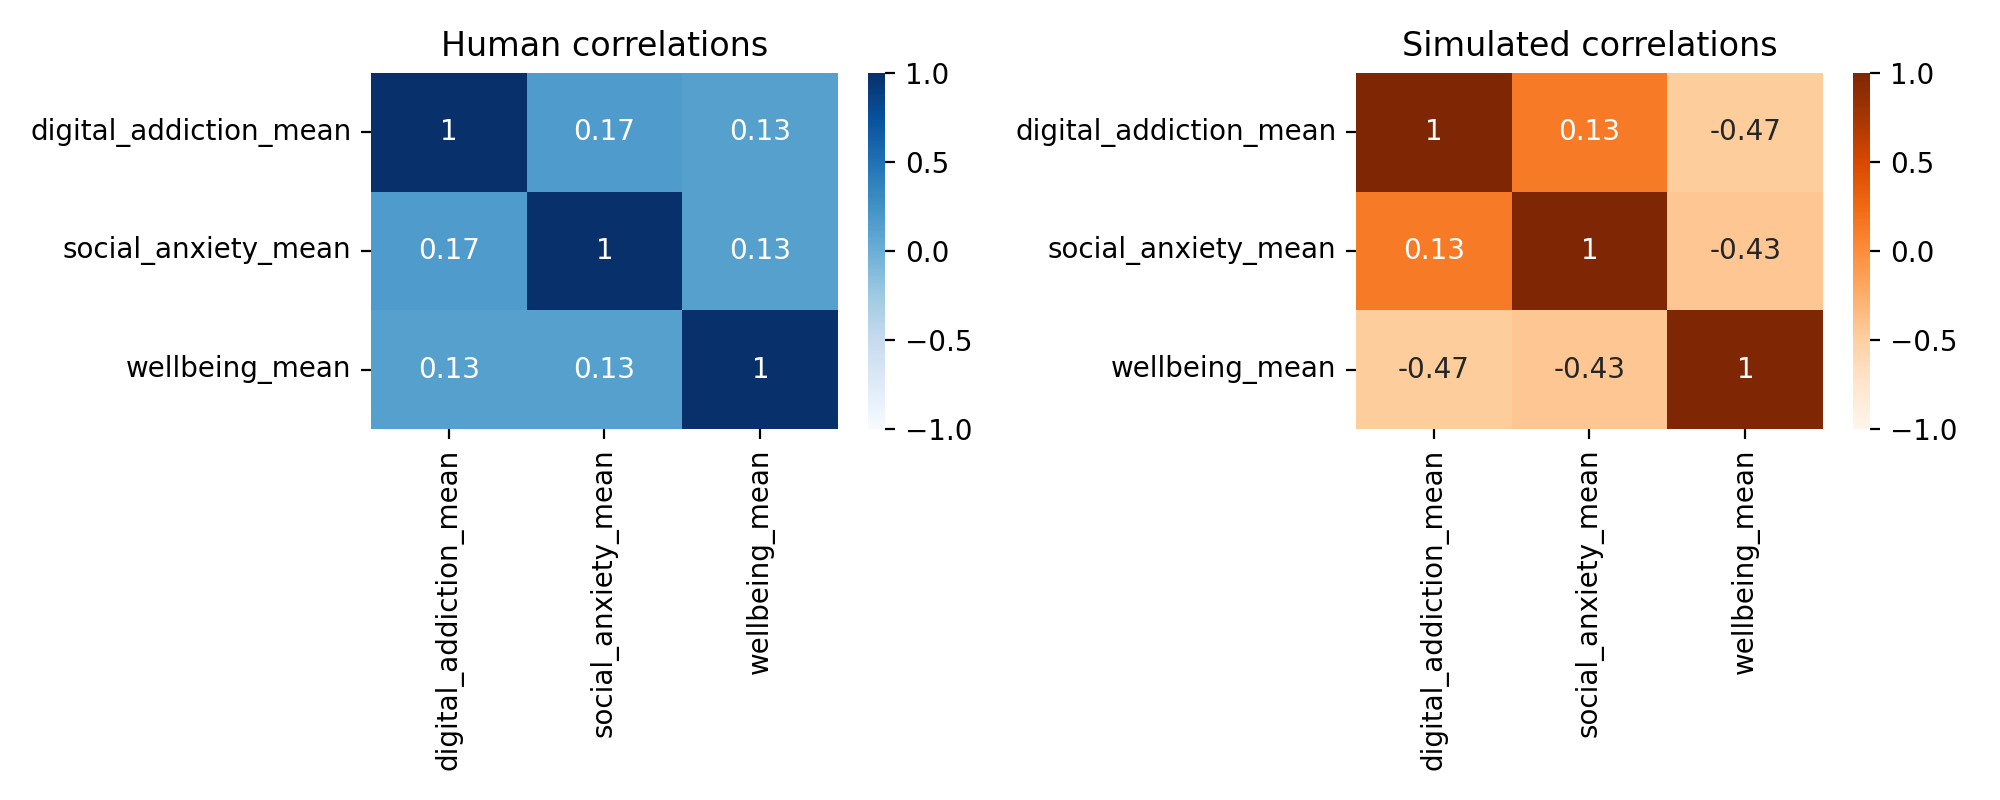 Human correlations
digital_addiction_mean
social_anxiety_mean
wellbeing_mean
1 0.17 0.13
0.17 1 0.13
0.13 0.13 1
digital_addiction_mean
social_anxiety_mean
wellbeing_mean
1.0
0.5
0.0
−0.5
−1.0
Simulated correlations
digital_addiction_mean
social_anxiety_mean
wellbeing_mean
1 0.13 -0.47
0.13 1 -0.43
-0.47 -0.43 1
digital_addiction_mean
social_anxiety_mean
wellbeing_mean
1.0
0.5
0.0
−0.5
−1.0